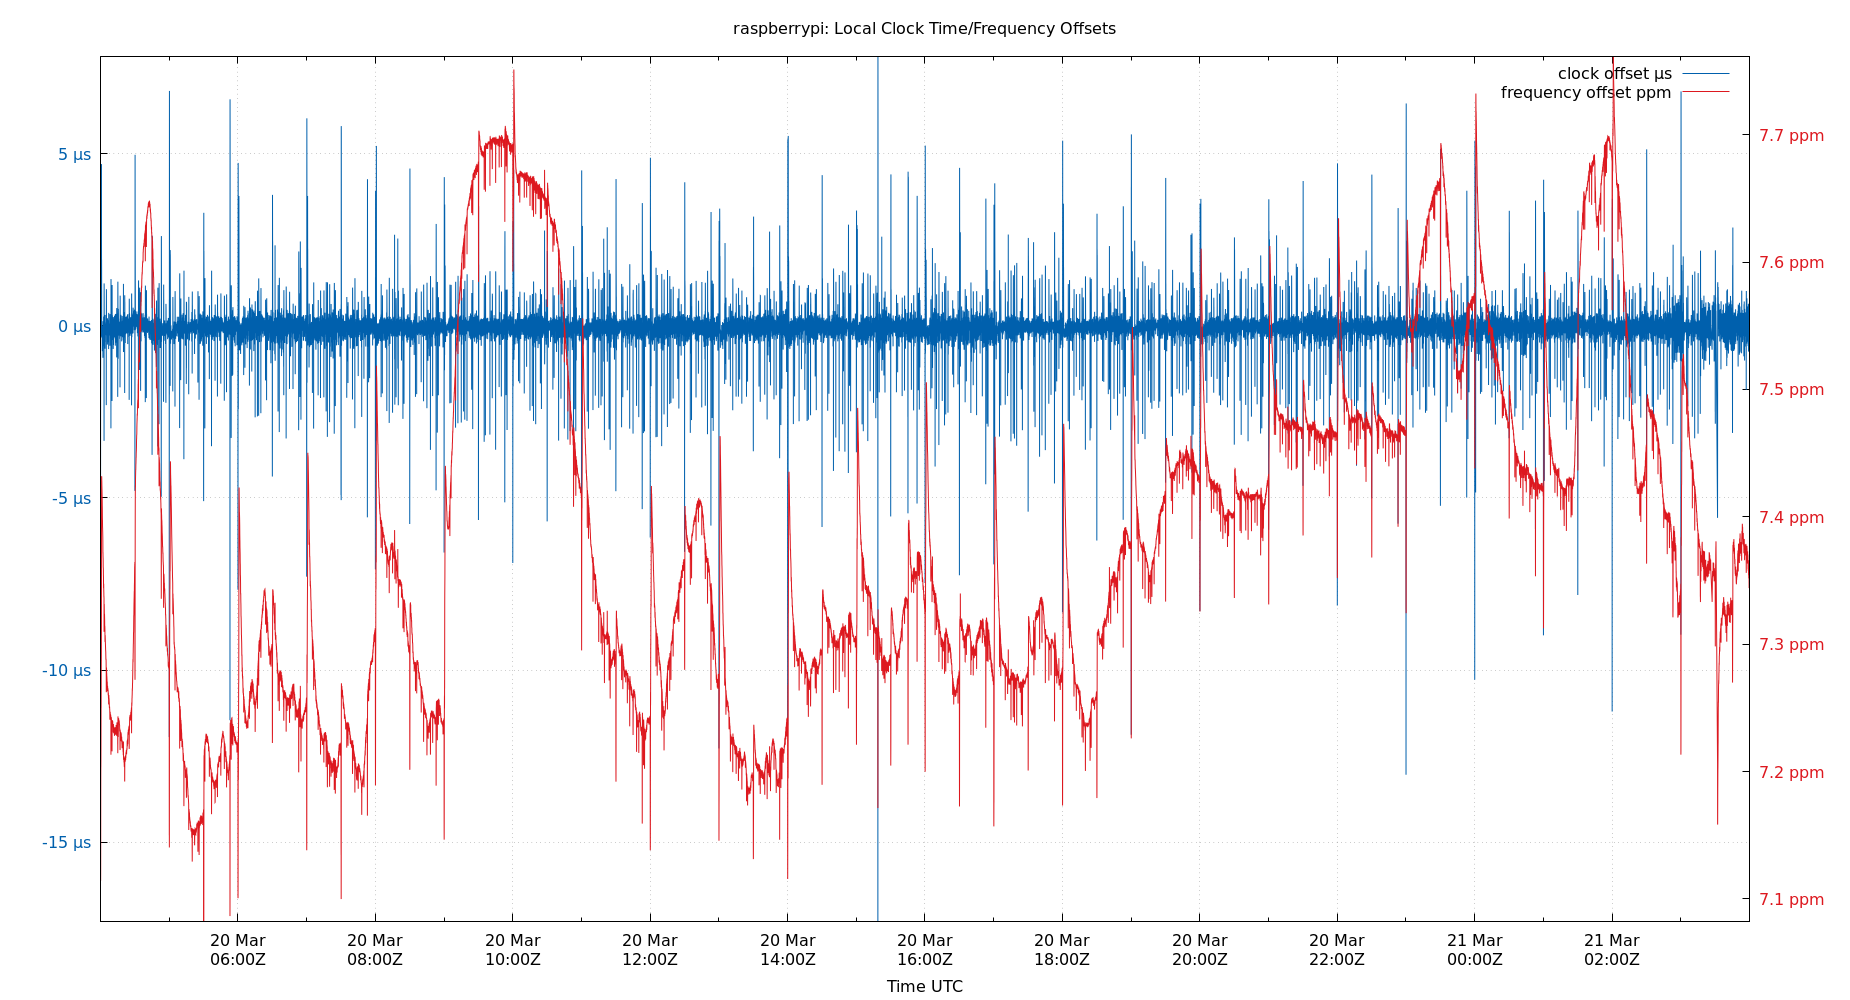 raspberrypi: Local Clock Time/Frequency Offsets
clock offset µs
frequency offset ppm
5 µs
0 µs
-5 µs
-10 µs
-15 µs
7.7 ppm
7.6 ppm
7.5 ppm
7.4 ppm
7.3 ppm
7.2 ppm
7.1 ppm
20 Mar 20 Mar 20 Mar 20 Mar 20 Mar 20 Mar 20 Mar 20 Mar 20 Mar 21 Mar 21 Mar
06:00Z 08:00Z 10:00Z 12:00Z 14:00Z 16:00Z 18:00Z 20:00Z 22:00Z 00:00Z 02:00Z
Time UTC